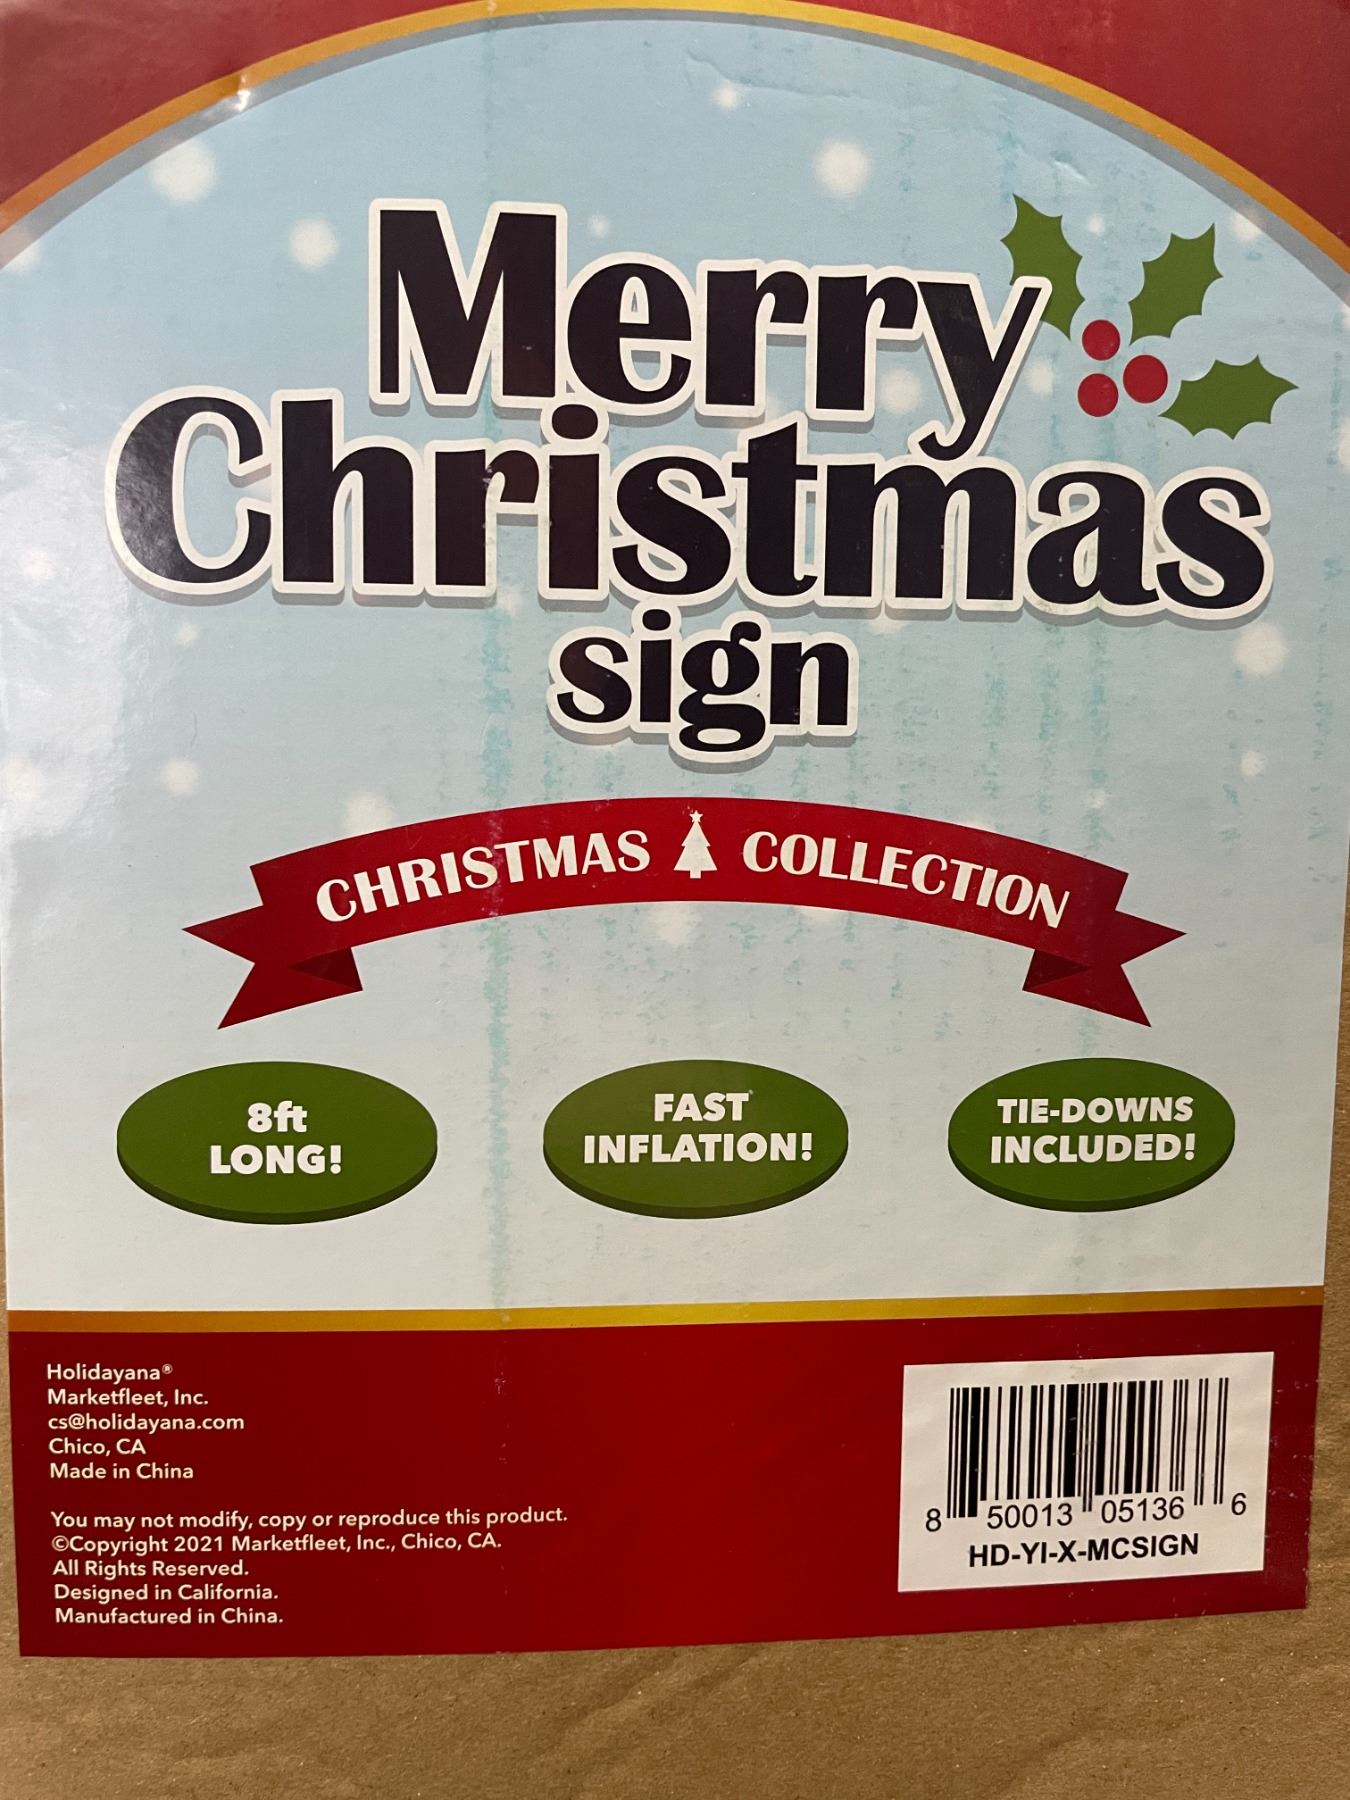 Merry
Christmas
sign
CHRISTMAS COLLECTION
8ft
LONG!
FAST
INFLATION!
TIE-DOWNS
INCLUDED!
Holidayana®
Marketfleet, Inc.
cs@holidayana.com
Chico, CA
Made in China
You may not modify, copy or reproduce this product.
©Copyright 2021 Marketfleet, Inc., Chico, CA.
All Rights Reserved.
Designed in California.
Manufactured in China.
8 50013 05136 6
HD-YI-X-MCSIGN